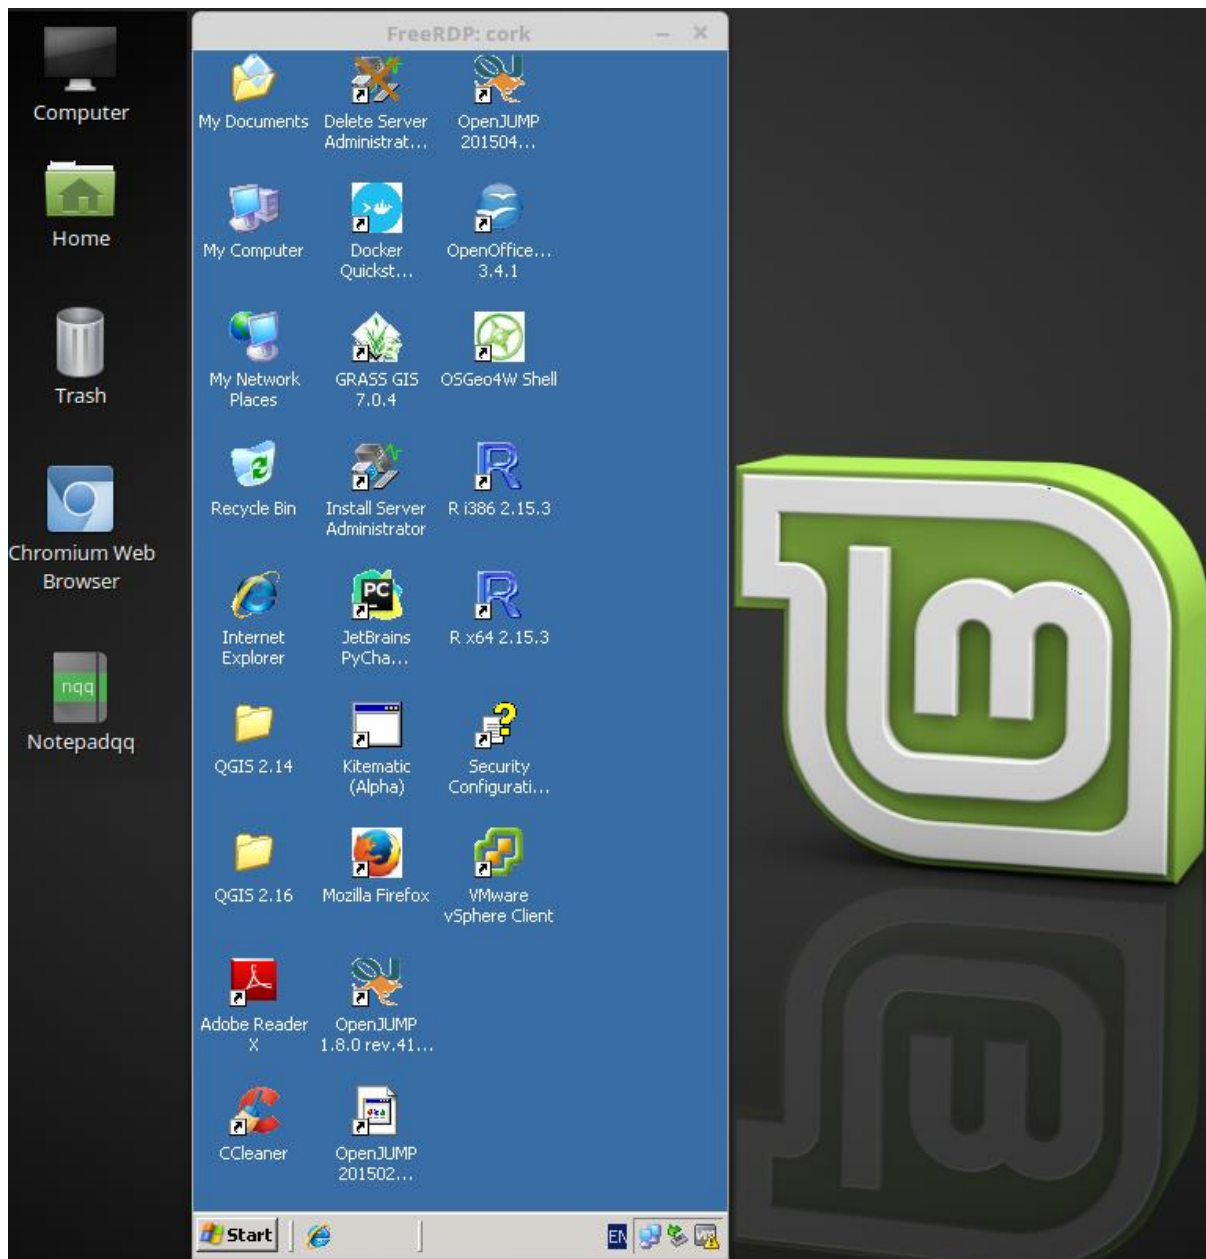 Computer
Home
Trash
Chromium Web
Browser
nqq
Notepadqq
FreeRDP: cork
My Documents
Delete Server
Administrat...
OpenJUMP
201504...
My Computer
Docker
Quickst...
OpenOffice...
3.4.1
My Network
Places
GRASS GIS
7.0.4
OSGeo4W Shell
Recycle Bin
Install Server
Administrator
R
R i386 2.15.3
Internet
Explorer
PC
JetBrains
PyCha...
R
R x64 2.15.3
QGIS 2.14
Kitematic
(Alpha)
Security
Configurati...
QGIS 2.16
Mozilla Firefox
VMware
vSphere Client
Adobe Reader
X
OpenJUMP
1.8.0 rev.41...
CCleaner
OpenJUMP
201502...
Start
EN